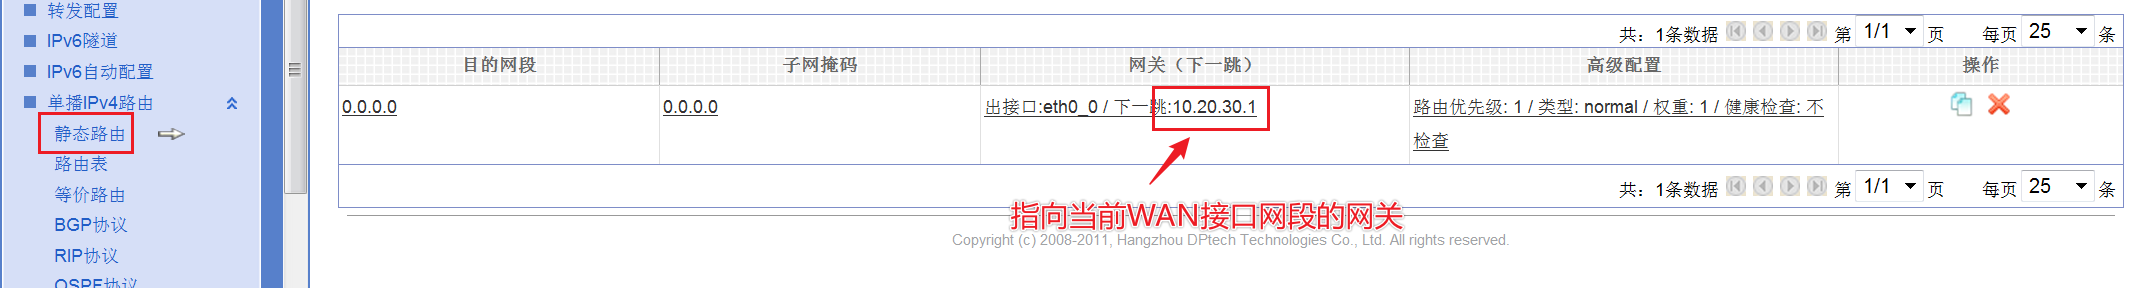 转发配置
IPv6隧道
IPv6自动配置
单播IPv4路由
静态路由
路由表
等价路由
BGP协议
RIP协议
OSPF协议
共：1条数据 第 1/1 页 每页 25 条
目的网段 子网掩码 网关（下一跳） 高级配置 操作
0.0.0.0 0.0.0.0 出接口:eth0_0 / 下一跳:10.20.30.1 路由优先级: 1 / 类型: normal / 权重: 1 / 健康检查: 不
检查
共：1条数据 第 1/1 页 每页 25 条
指向当前WAN接口网段的网关
Copyright (c) 2008-2011, Hangzhou DPtech Technologies Co., Ltd. All rights reserved.